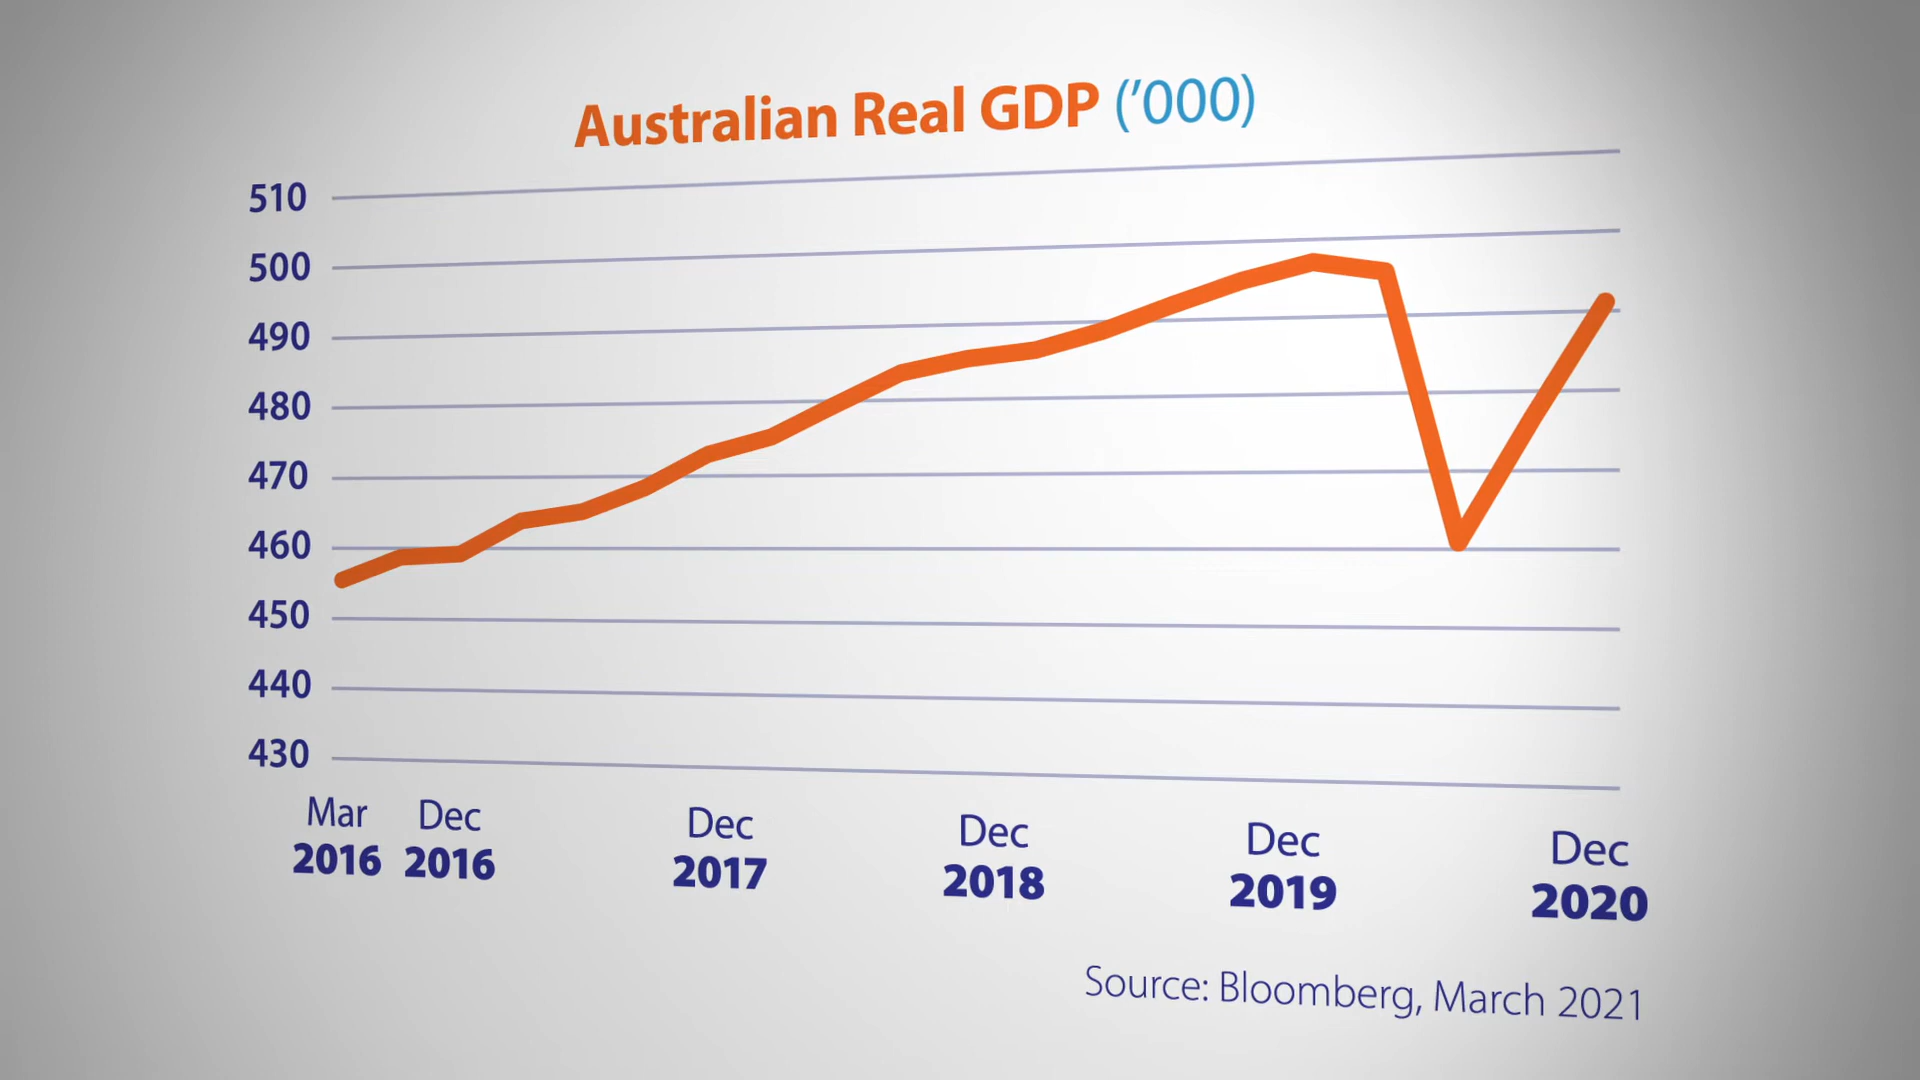 Australian Real GDP ('000)
510
500
490
480
470
460
450
440
430
Mar 2016
Dec 2016
Dec 2017
Dec 2018
Dec 2019
Dec 2020
Source: Bloomberg, March 2021